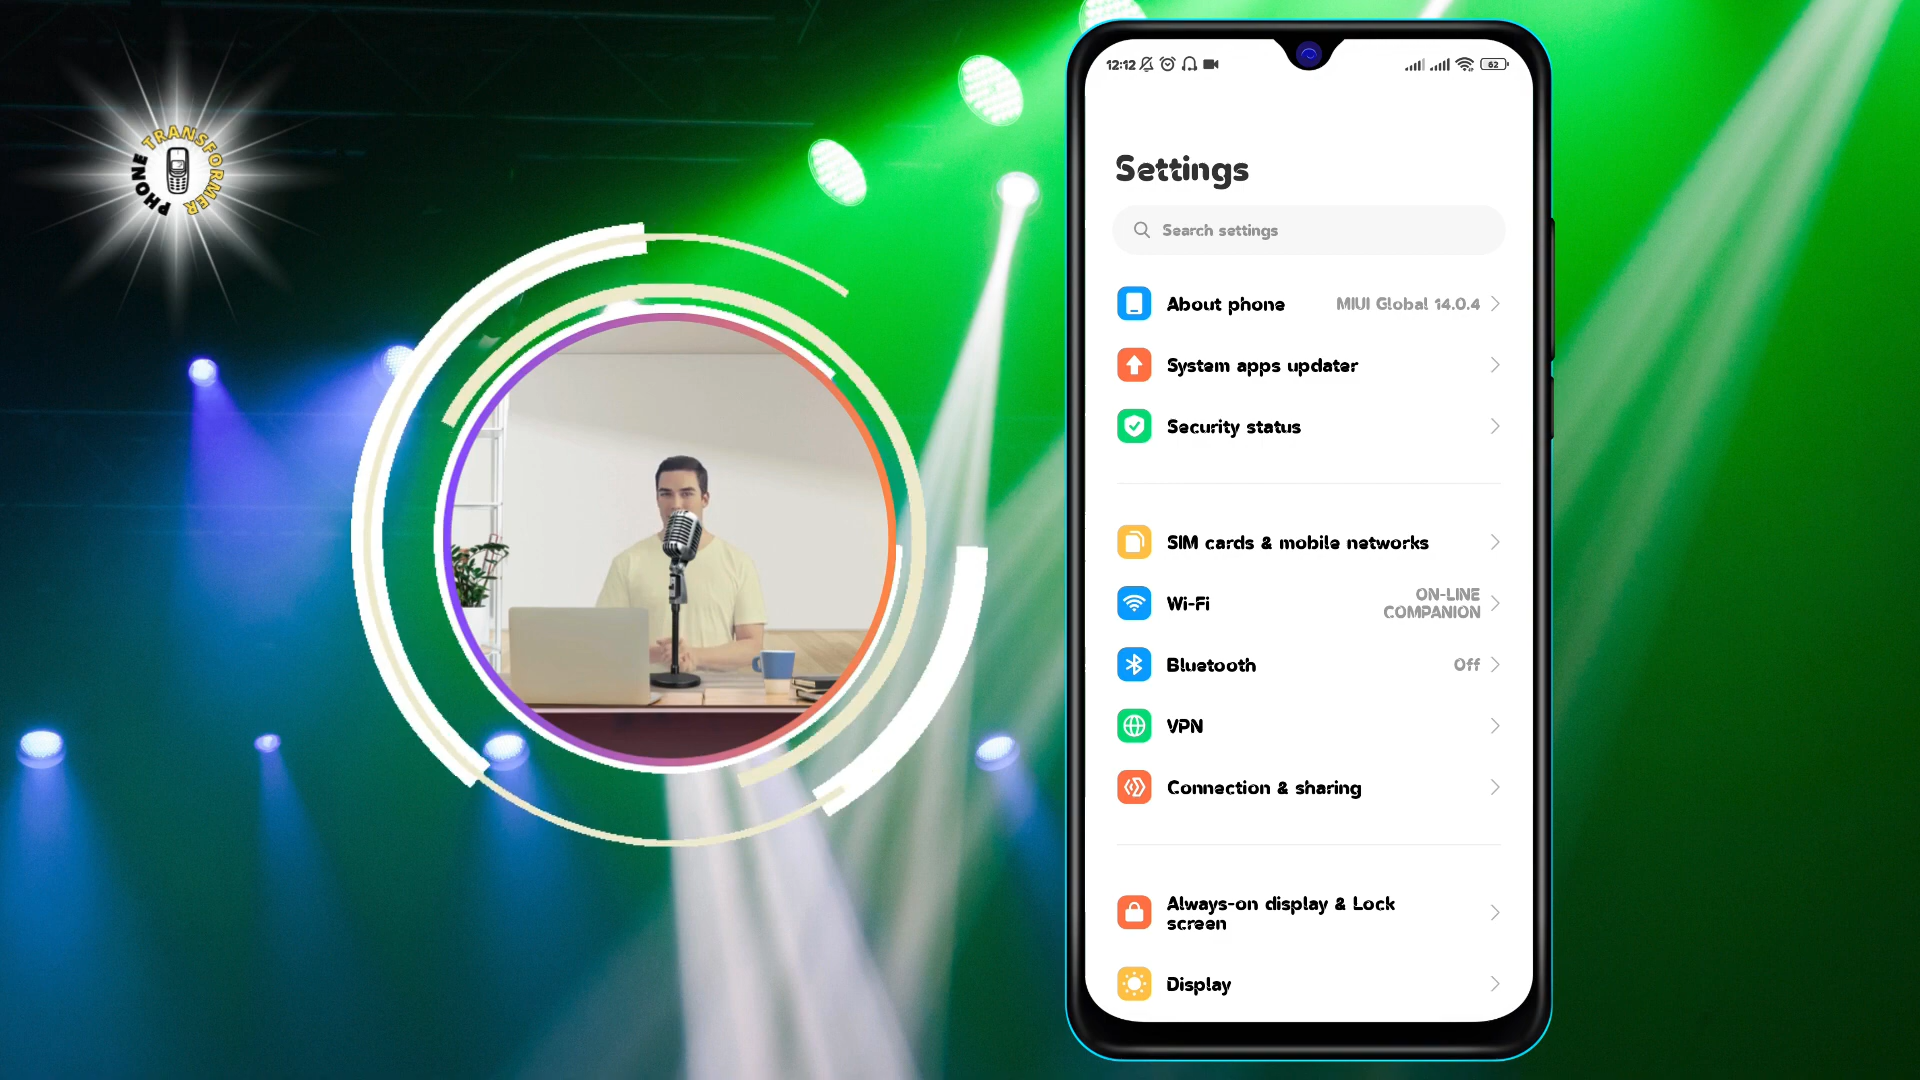 PHONE TRANSFORMER
12:12
62
Settings
Search settings
About phone
MIUI Global 14.0.4
System apps updater
Security status
SIM cards & mobile networks
Wi-Fi
ON-LINE
COMPANION
Bluetooth
Off
VPN
Connection & sharing
Always-on display & Lock
screen
Display